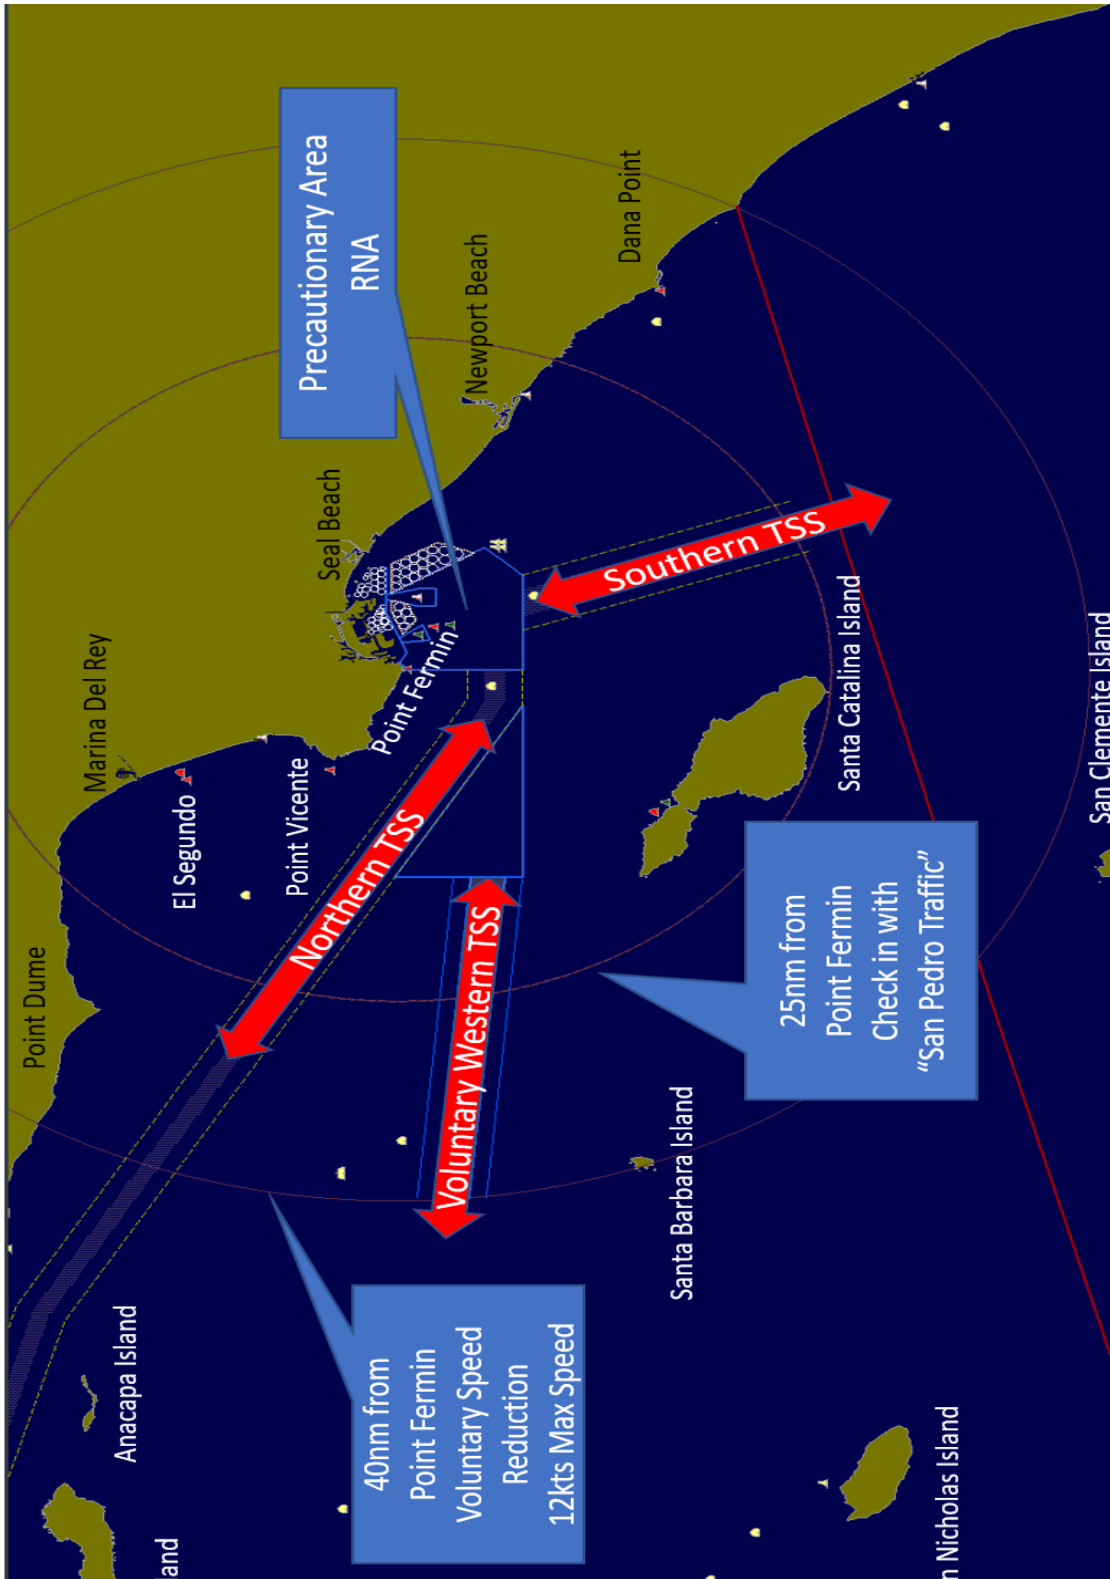 Point Dume
Marina Del Rey
Anacapa Island
land
El Segundo
Point Vicente
Northern TSS
Precautionary Area
RNA
Seal Beach
Point Fermin
40nm from
Point Fermin
Voluntary Speed
Reduction
12kts Max Speed
Voluntary Western TSS
Newport Beach
Dana Point
Southern TSS
Santa Barbara Island
25nm from
Point Fermin
Check in with
“San Pedro Traffic”
Santa Catalina Island
n Nicholas Island
San Clemente Island